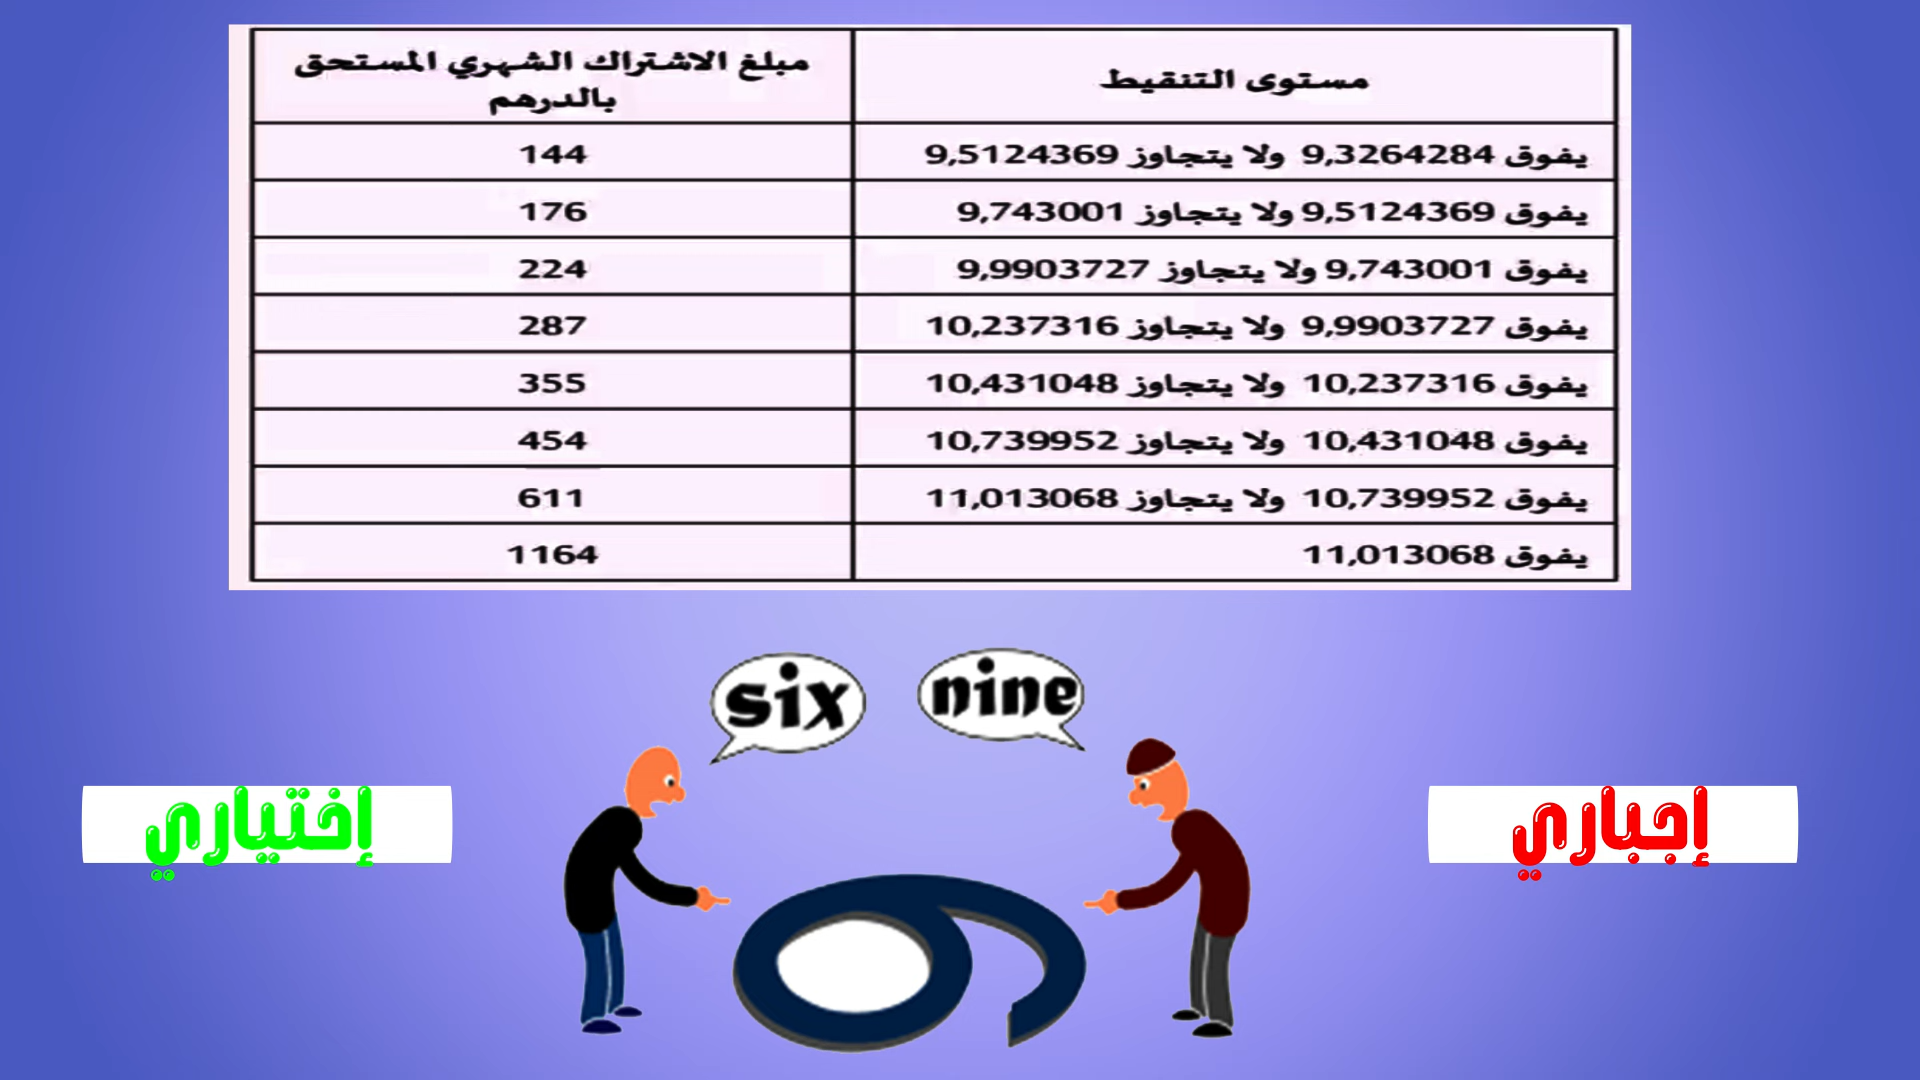 مستوى التنقيط
مبلغ الاشتراك الشهري المستحق
بالدرهم
يفوق 9,3264284 ولا يتجاوز 9,5124369
144
يفوق 9,5124369 ولا يتجاوز 9,743001
176
يفوق 9,743001 ولا يتجاوز 9,9903727
224
يفوق 9,9903727 ولا يتجاوز 10,237316
287
يفوق 10,237316 ولا يتجاوز 10,431048
355
يفوق 10,431048 ولا يتجاوز 10,739952
454
يفوق 10,739952 ولا يتجاوز 11,013068
611
يفوق 11,013068
1164
six
nine
إجباري
إختياري